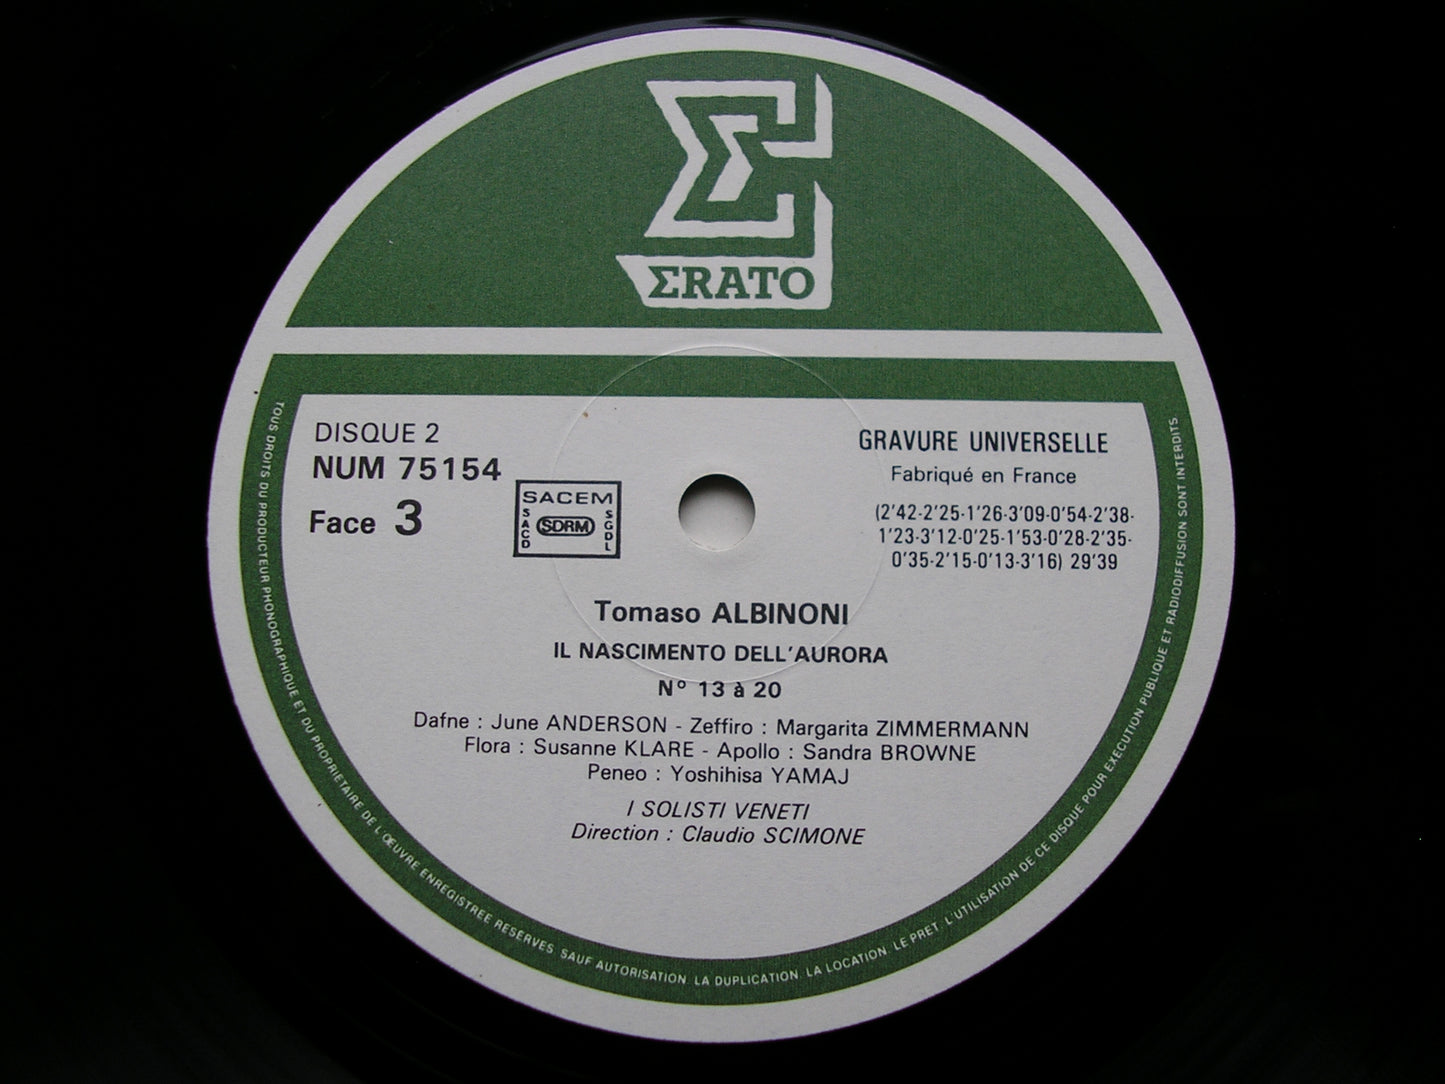 ΣRATO
DISQUE 2
NUM 75154
Face 3
SACEM
SACD
SDRM
SGDL
GRAVURE UNIVERSELLE
Fabriqué en France
(2'42-2'25-1'26-3'09-0'54-2'38-
1'23-3'12-0'25-1'53-0'28-2'35-
0'35-2'15-0'13-3'16) 29'39
Tomaso ALBINONI
IL NASCIMENTO DELL'AURORA
Nº 13 à 20
Dafne : June ANDERSON - Zeffiro : Margarita ZIMMERMANN
Flora : Susanne KLARE - Apollo : Sandra BROWNE
Peneo : Yoshihisa YAMAJ
I SOLISTI VENETI
Direction : Claudio SCIMONE
TOUS DROITS DU PRODUCTEUR PHONOGRAPHIQUE ET DU PROPRIETAIRE DE L'ŒUVRE ENREGISTREE RESERVES. SAUF AUTORISATION. LA DUPLICATION. LA LOCATION. LE PRET. L'UTILISATION DE CE DISQUE POUR EXECUTION PUBLIQUE ET RADIODIFFUSION SONT INTERDITS